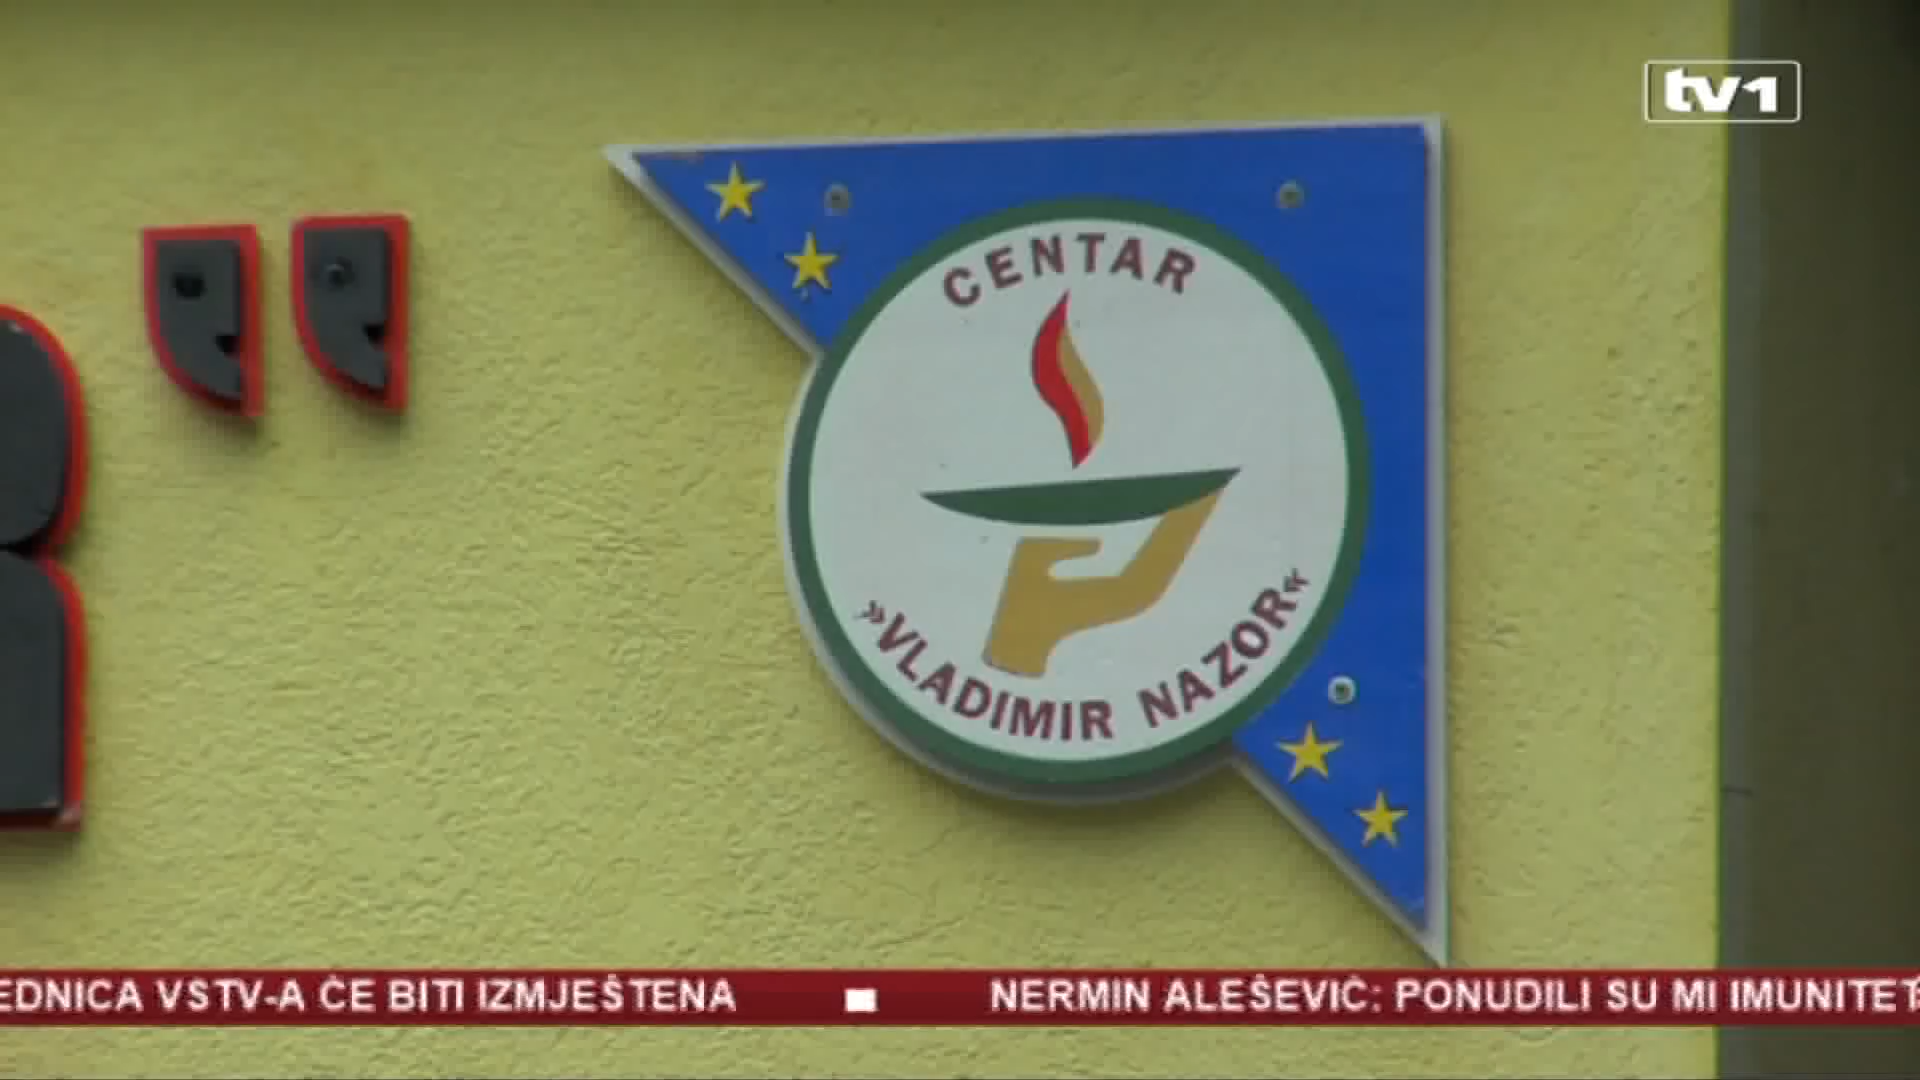 tv1
R"
CENTAR
»VLADIMIR NAZOR«
EDNICA VSTV-A ĆE BITI IZMJEŠTENA ■ NERMIN ALEŠEVIĆ: PONUDILI SU MI IMUNITET